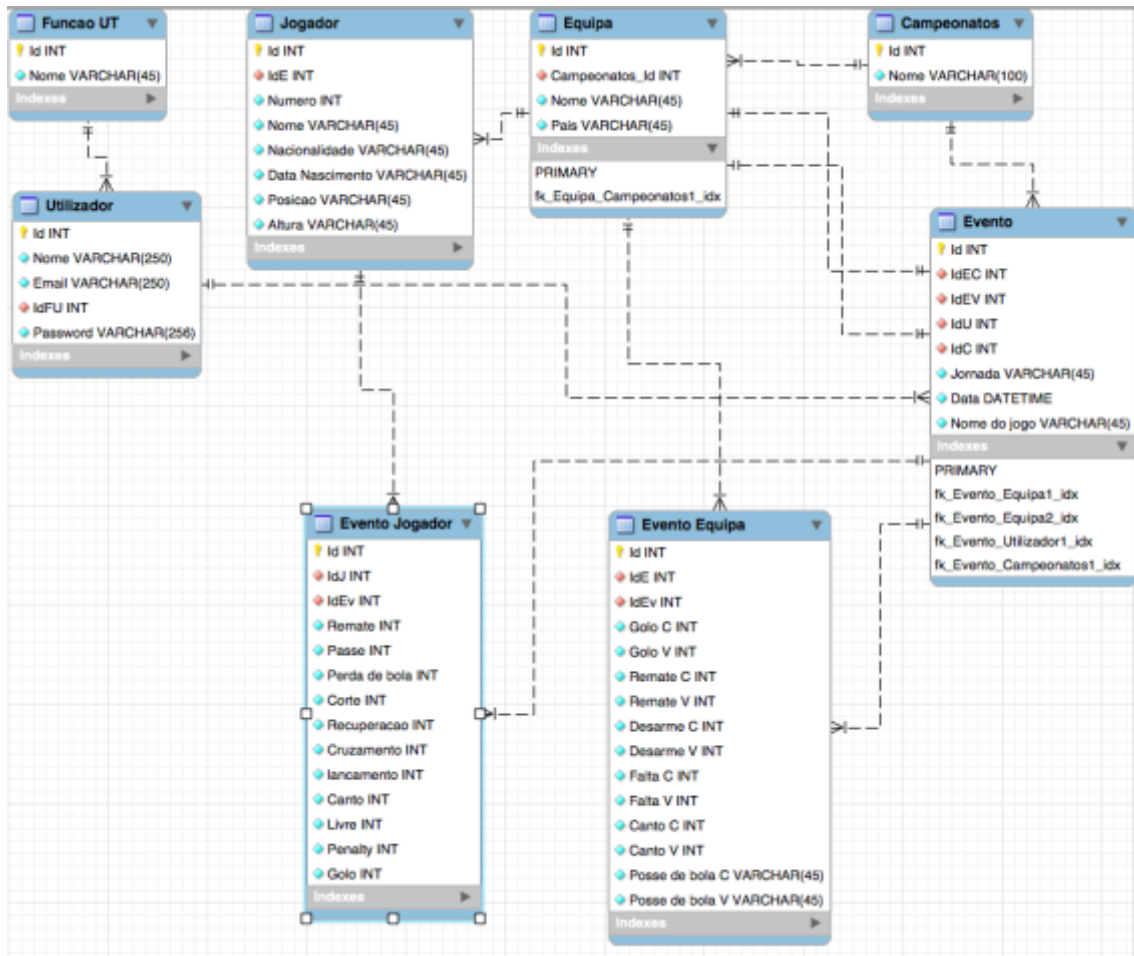 Funcao UT
Id INT
Nome VARCHAR(45)
Indexes
Jogador
Id INT
IdE INT
Numero INT
Nome VARCHAR(45)
Nacionalidade VARCHAR(45)
Data Nascimento VARCHAR(45)
Posicao VARCHAR(45)
Altura VARCHAR(45)
Indexes
Equipa
Id INT
Campeonatos_Id INT
Nome VARCHAR(45)
Pais VARCHAR(45)
Indexes
PRIMARY
fk_Equipa_Campeonatos1_idx
Campeonatos
Id INT
Nome VARCHAR(100)
Indexes
Utilizador
Id INT
Nome VARCHAR(250)
Email VARCHAR(250)
IdFU INT
Password VARCHAR(256)
Indexes
Evento
Id INT
IdEC INT
IdEV INT
IdU INT
IdC INT
Jornada VARCHAR(45)
Data DATETIME
Nome do jogo VARCHAR(45)
Indexes
PRIMARY
fk_Evento_Equipa1_idx
fk_Evento_Equipa2_idx
fk_Evento_Utilizador1_idx
fk_Evento_Campeonatos1_idx
Evento Jogador
Id INT
IdJ INT
IdEv INT
Remate INT
Passe INT
Perda de bola INT
Corte INT
Recuperacao INT
Cruzamento INT
lancamento INT
Canto INT
Livre INT
Penalty INT
Golo INT
Indexes
Evento Equipa
Id INT
IdE INT
IdEv INT
Golo C INT
Golo V INT
Remate C INT
Remate V INT
Desarme C INT
Desarme V INT
Falta C INT
Falta V INT
Canto C INT
Canto V INT
Posse de bola C VARCHAR(45)
Posse de bola V VARCHAR(45)
Indexes